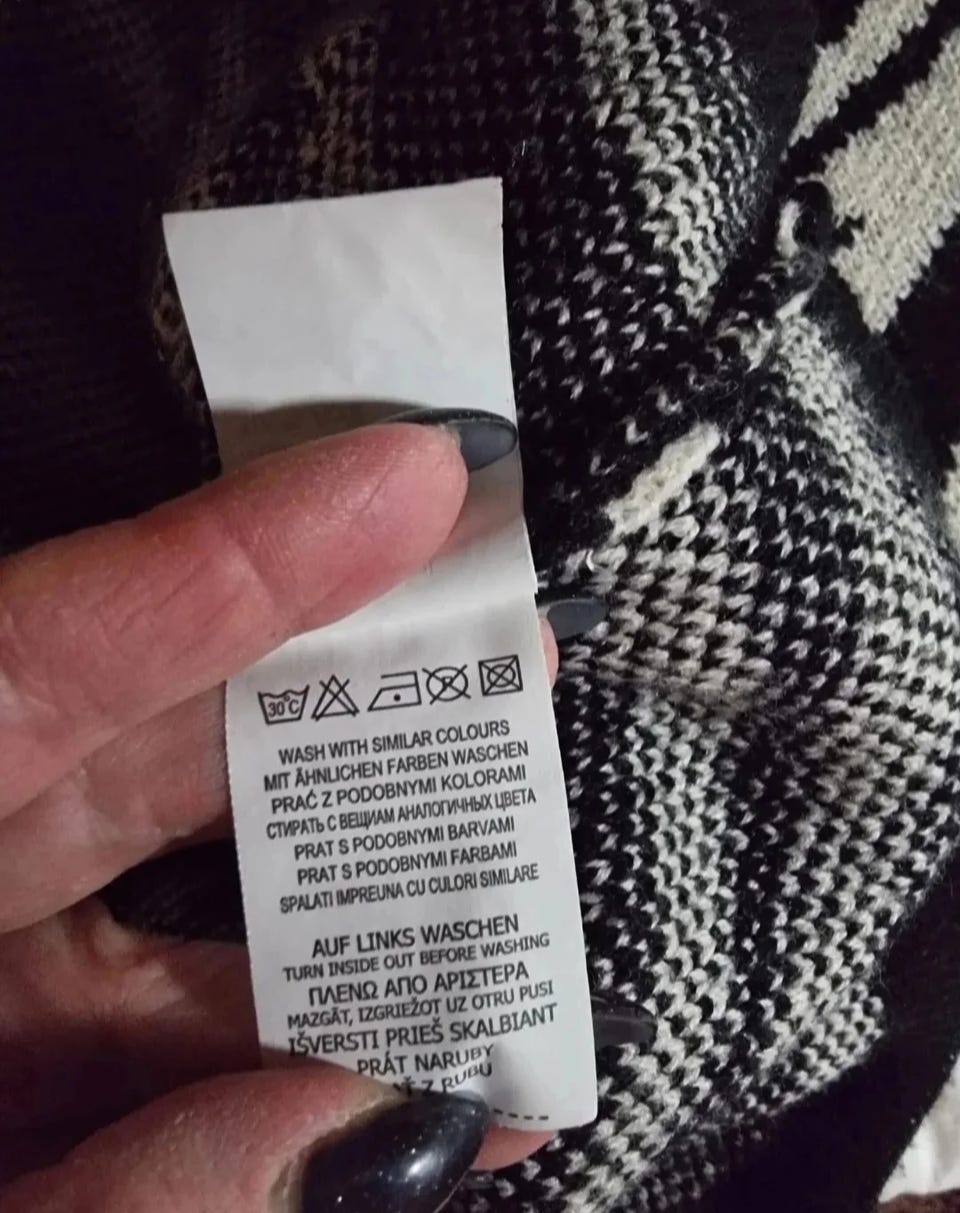 30°C
WASH WITH SIMILAR COLOURS
MIT ÄHNLICHEN FARBEN WASCHEN
PRAĆ Z PODOBNYMI KOLORAMI
СТИРАТЬ С ВЕЩИАМ АНАЛОГИЧНЫХ ЦВЕТА
PRAT S PODOBNYMI BARVAMI
PRAT S PODOBNYMI FARBAMI
SPALATI IMPREUNA CU CULORI SIMILARE
AUF LINKS WASCHEN
TURN INSIDE OUT BEFORE WASHING
ΠΛΕΝΩ ΑΠΟ ΑΡΙΣΤΕΡΑ
MAZGĀT, IZGRIEŽOT UZ OTRU PUSI
IŠVERSTI PRIEŠ SKALBIANT
PRÁT NARUBY
Z RUBU